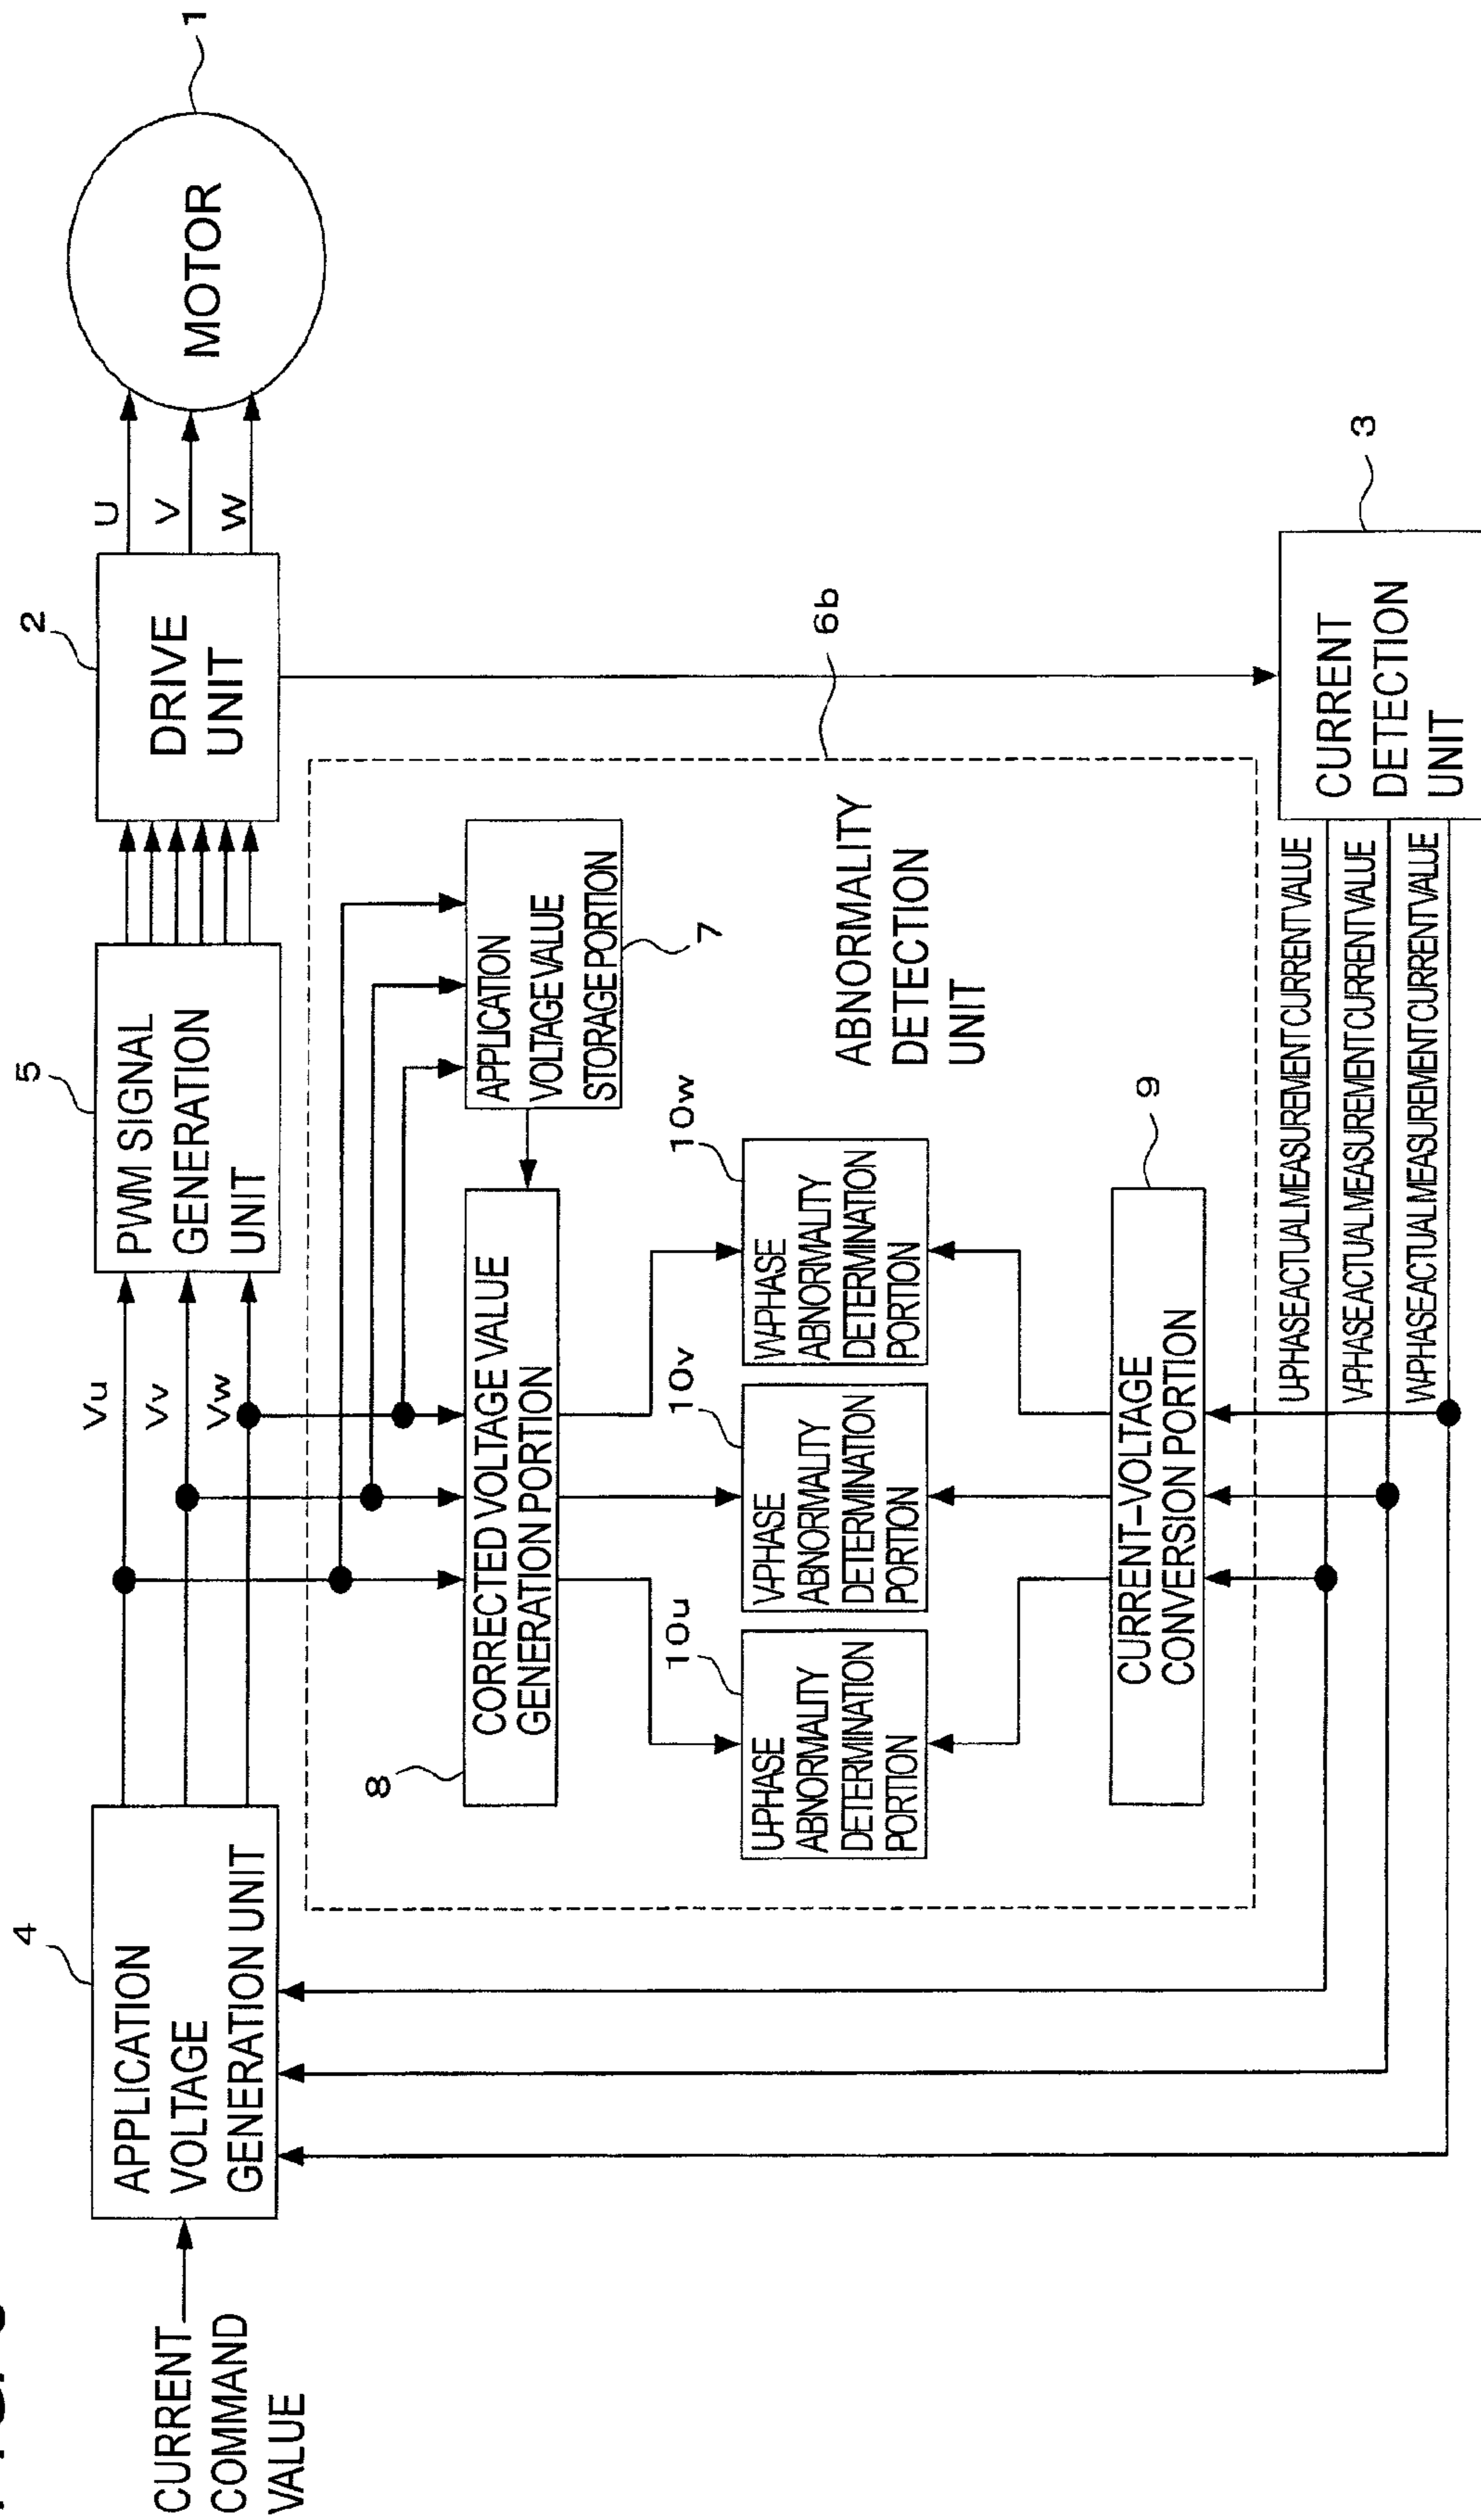 CURRENT
COMMAND
VALUE
4
APPLICATION
VOLTAGE
GENERATION UNIT
Vu
Vv
Vw
5
PWM SIGNAL
GENERATION
UNIT
2
DRIVE
UNIT
U
V
W
MOTOR
1
8
CORRECTED VOLTAGE VALUE
GENERATION PORTION
APPLICATION
VOLTAGE VALUE
STORAGE PORTION
7
6b
10u
U-PHASE
ABNORMALITY
DETERMINATION
PORTION
10v
V-PHASE
ABNORMALITY
DETERMINATION
PORTION
10w
W-PHASE
ABNORMALITY
DETERMINATION
PORTION
ABNORMALITY
DETECTION
UNIT
CURRENT-VOLTAGE
CONVERSION PORTION
9
U-PHASE ACTUAL MEASUREMENT CURRENT VALUE
V-PHASE ACTUAL MEASUREMENT CURRENT VALUE
W-PHASE ACTUAL MEASUREMENT CURRENT VALUE
CURRENT
DETECTION
UNIT
3